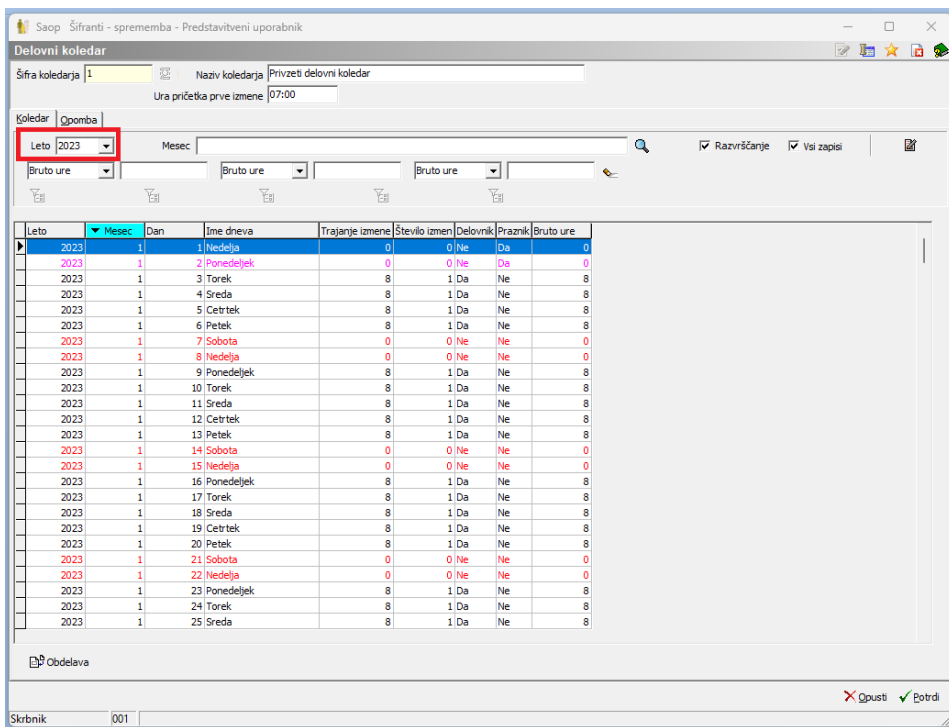 Saop Šifranti - sprememba - Predstavitveni uporabnik
Delovni koledar
Šifra koledarja 1 Naziv koledarja Privzeti delovni koledar
Ura pričetka prve izmene 07:00
Koledar Opomba
Leto 2023 Mesec Razvrščanje Vsi zapisi
Bruto ure Bruto ure Bruto ure
Leto Mesec Dan Ime dneva Trajanje izmene Število izmen Delovnik Praznik Bruto ure
2023 1 1 Nedelja 0 0 Ne Da 0
2023 1 2 Ponedeljek 0 0 Ne Da 0
2023 1 3 Torek 8 1 Da Ne 8
2023 1 4 Sreda 8 1 Da Ne 8
2023 1 5 Cetrtek 8 1 Da Ne 8
2023 1 6 Petek 8 1 Da Ne 8
2023 1 7 Sobota 0 0 Ne Ne 0
2023 1 8 Nedelja 0 0 Ne Ne 0
2023 1 9 Ponedeljek 8 1 Da Ne 8
2023 1 10 Torek 8 1 Da Ne 8
2023 1 11 Sreda 8 1 Da Ne 8
2023 1 12 Cetrtek 8 1 Da Ne 8
2023 1 13 Petek 8 1 Da Ne 8
2023 1 14 Sobota 0 0 Ne Ne 0
2023 1 15 Nedelja 0 0 Ne Ne 0
2023 1 16 Ponedeljek 8 1 Da Ne 8
2023 1 17 Torek 8 1 Da Ne 8
2023 1 18 Sreda 8 1 Da Ne 8
2023 1 19 Cetrtek 8 1 Da Ne 8
2023 1 20 Petek 8 1 Da Ne 8
2023 1 21 Sobota 0 0 Ne Ne 0
2023 1 22 Nedelja 0 0 Ne Ne 0
2023 1 23 Ponedeljek 8 1 Da Ne 8
2023 1 24 Torek 8 1 Da Ne 8
2023 1 25 Sreda 8 1 Da Ne 8
Obdelava
Opusti Potrdi
Skrbnik 001